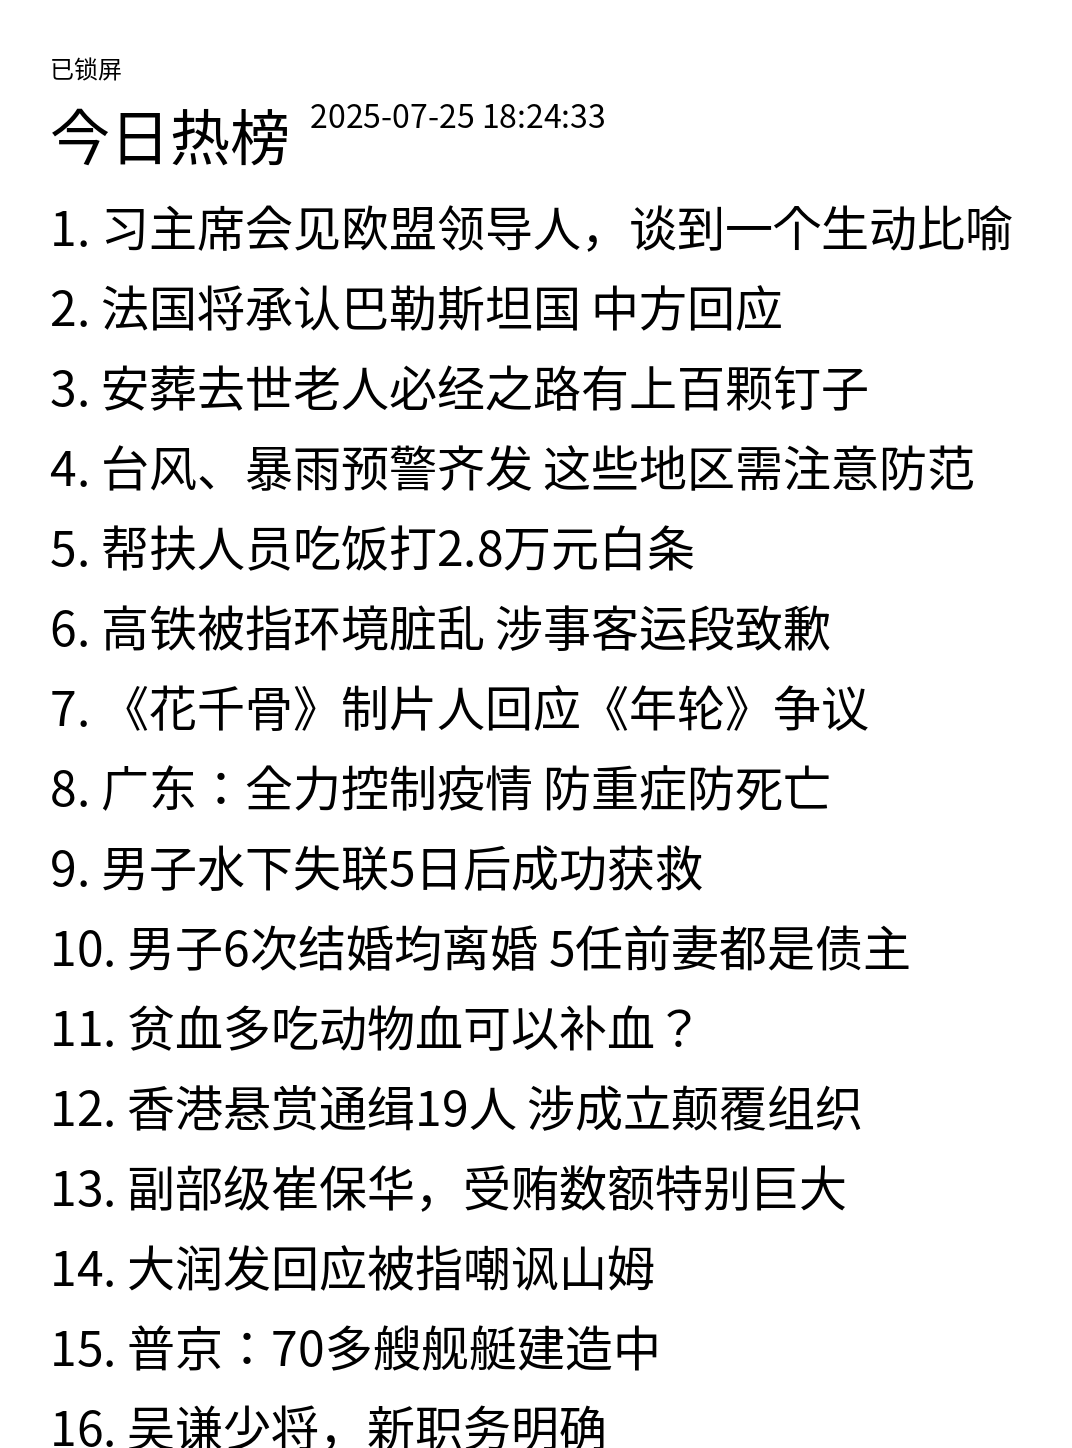 已锁屏
今日热榜 2025-07-25 18:24:33
1. 习主席会见欧盟领导人，谈到一个生动比喻
2. 法国将承认巴勒斯坦国 中方回应
3. 安葬去世老人必经之路有上百颗钉子
4. 台风、暴雨预警齐发 这些地区需注意防范
5. 帮扶人员吃饭打2.8万元白条
6. 高铁被指环境脏乱 涉事客运段致歉
7. 《花千骨》制片人回应《年轮》争议
8. 广东：全力控制疫情 防重症防死亡
9. 男子水下失联5日后成功获救
10. 男子6次结婚均离婚 5任前妻都是债主
11. 贫血多吃动物血可以补血？
12. 香港悬赏通缉19人 涉成立颠覆组织
13. 副部级崔保华，受贿数额特别巨大
14. 大润发回应被指嘲讽山姆
15. 普京：70多艘舰艇建造中
16. 吴谦少将，新职务明确